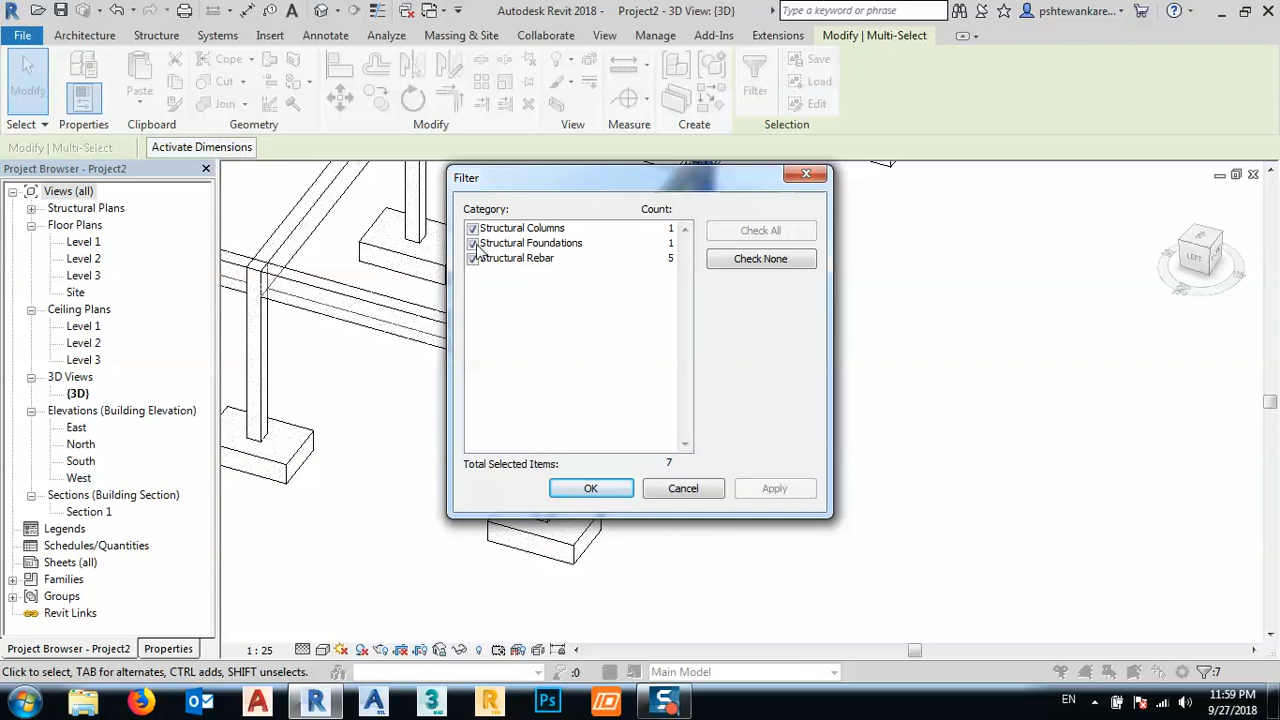 Autodesk Revit 2018 - Project2 - 3D View: {3D}
Type a keyword or phrase
pshtewankare...
File Architecture Structure Systems Insert Annotate Analyze Massing & Site Collaborate View Manage Add-Ins Extensions Modify | Multi-Select
Modify
Paste
Cope
Cut
Join
Filter
Save
Load
Edit
Select Properties Clipboard Geometry Modify View Measure Create Selection
Modify | Multi-Select Activate Dimensions
Project Browser - Project2
Views (all)
Structural Plans
Floor Plans
Level 1
Level 2
Level 3
Site
Ceiling Plans
Level 1
Level 2
Level 3
3D Views
{3D}
Elevations (Building Elevation)
East
North
South
West
Sections (Building Section)
Section 1
Legends
Schedules/Quantities
Sheets (all)
Families
Groups
Revit Links
Project Browser - Project2 Properties
Filter
Category: Count:
Structural Columns 1
Structural Foundations 1
Structural Rebar 5
Check All
Check None
Total Selected Items: 7
OK Cancel Apply
LEFT
1 : 25
Click to select, TAB for alternates, CTRL adds, SHIFT unselects.
:0
Main Model
:7
EN
11:59 PM
9/27/2018